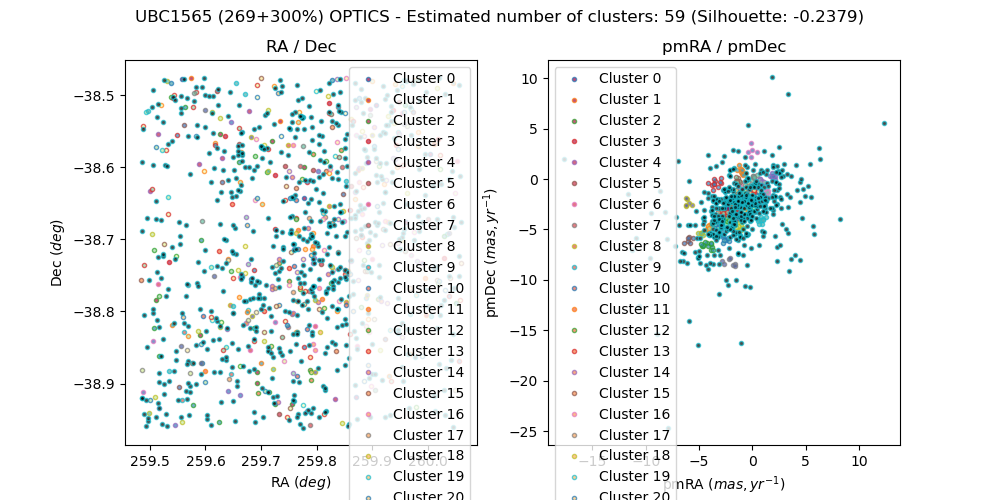 UBC1565 (269+300%) OPTICS - Estimated number of clusters: 59 (Silhouette: -0.2379)
RA / Dec
Dec (deg)
−38.5
−38.6
−38.7
−38.8
−38.9
259.5 259.6 259.7 259.8 259.9 260.0
RA (deg)
Cluster 0
Cluster 1
Cluster 2
Cluster 3
Cluster 4
Cluster 5
Cluster 6
Cluster 7
Cluster 8
Cluster 9
Cluster 10
Cluster 11
Cluster 12
Cluster 13
Cluster 14
Cluster 15
Cluster 16
Cluster 17
Cluster 18
Cluster 19
Cluster 20
pmRA / pmDec
pmDec (mas, yr⁻¹)
10
5
0
−5
−10
−15
−20
−25
−15 −10 −5 0 5 10
pmRA (mas, yr⁻¹)
Cluster 0
Cluster 1
Cluster 2
Cluster 3
Cluster 4
Cluster 5
Cluster 6
Cluster 7
Cluster 8
Cluster 9
Cluster 10
Cluster 11
Cluster 12
Cluster 13
Cluster 14
Cluster 15
Cluster 16
Cluster 17
Cluster 18
Cluster 19
Cluster 20